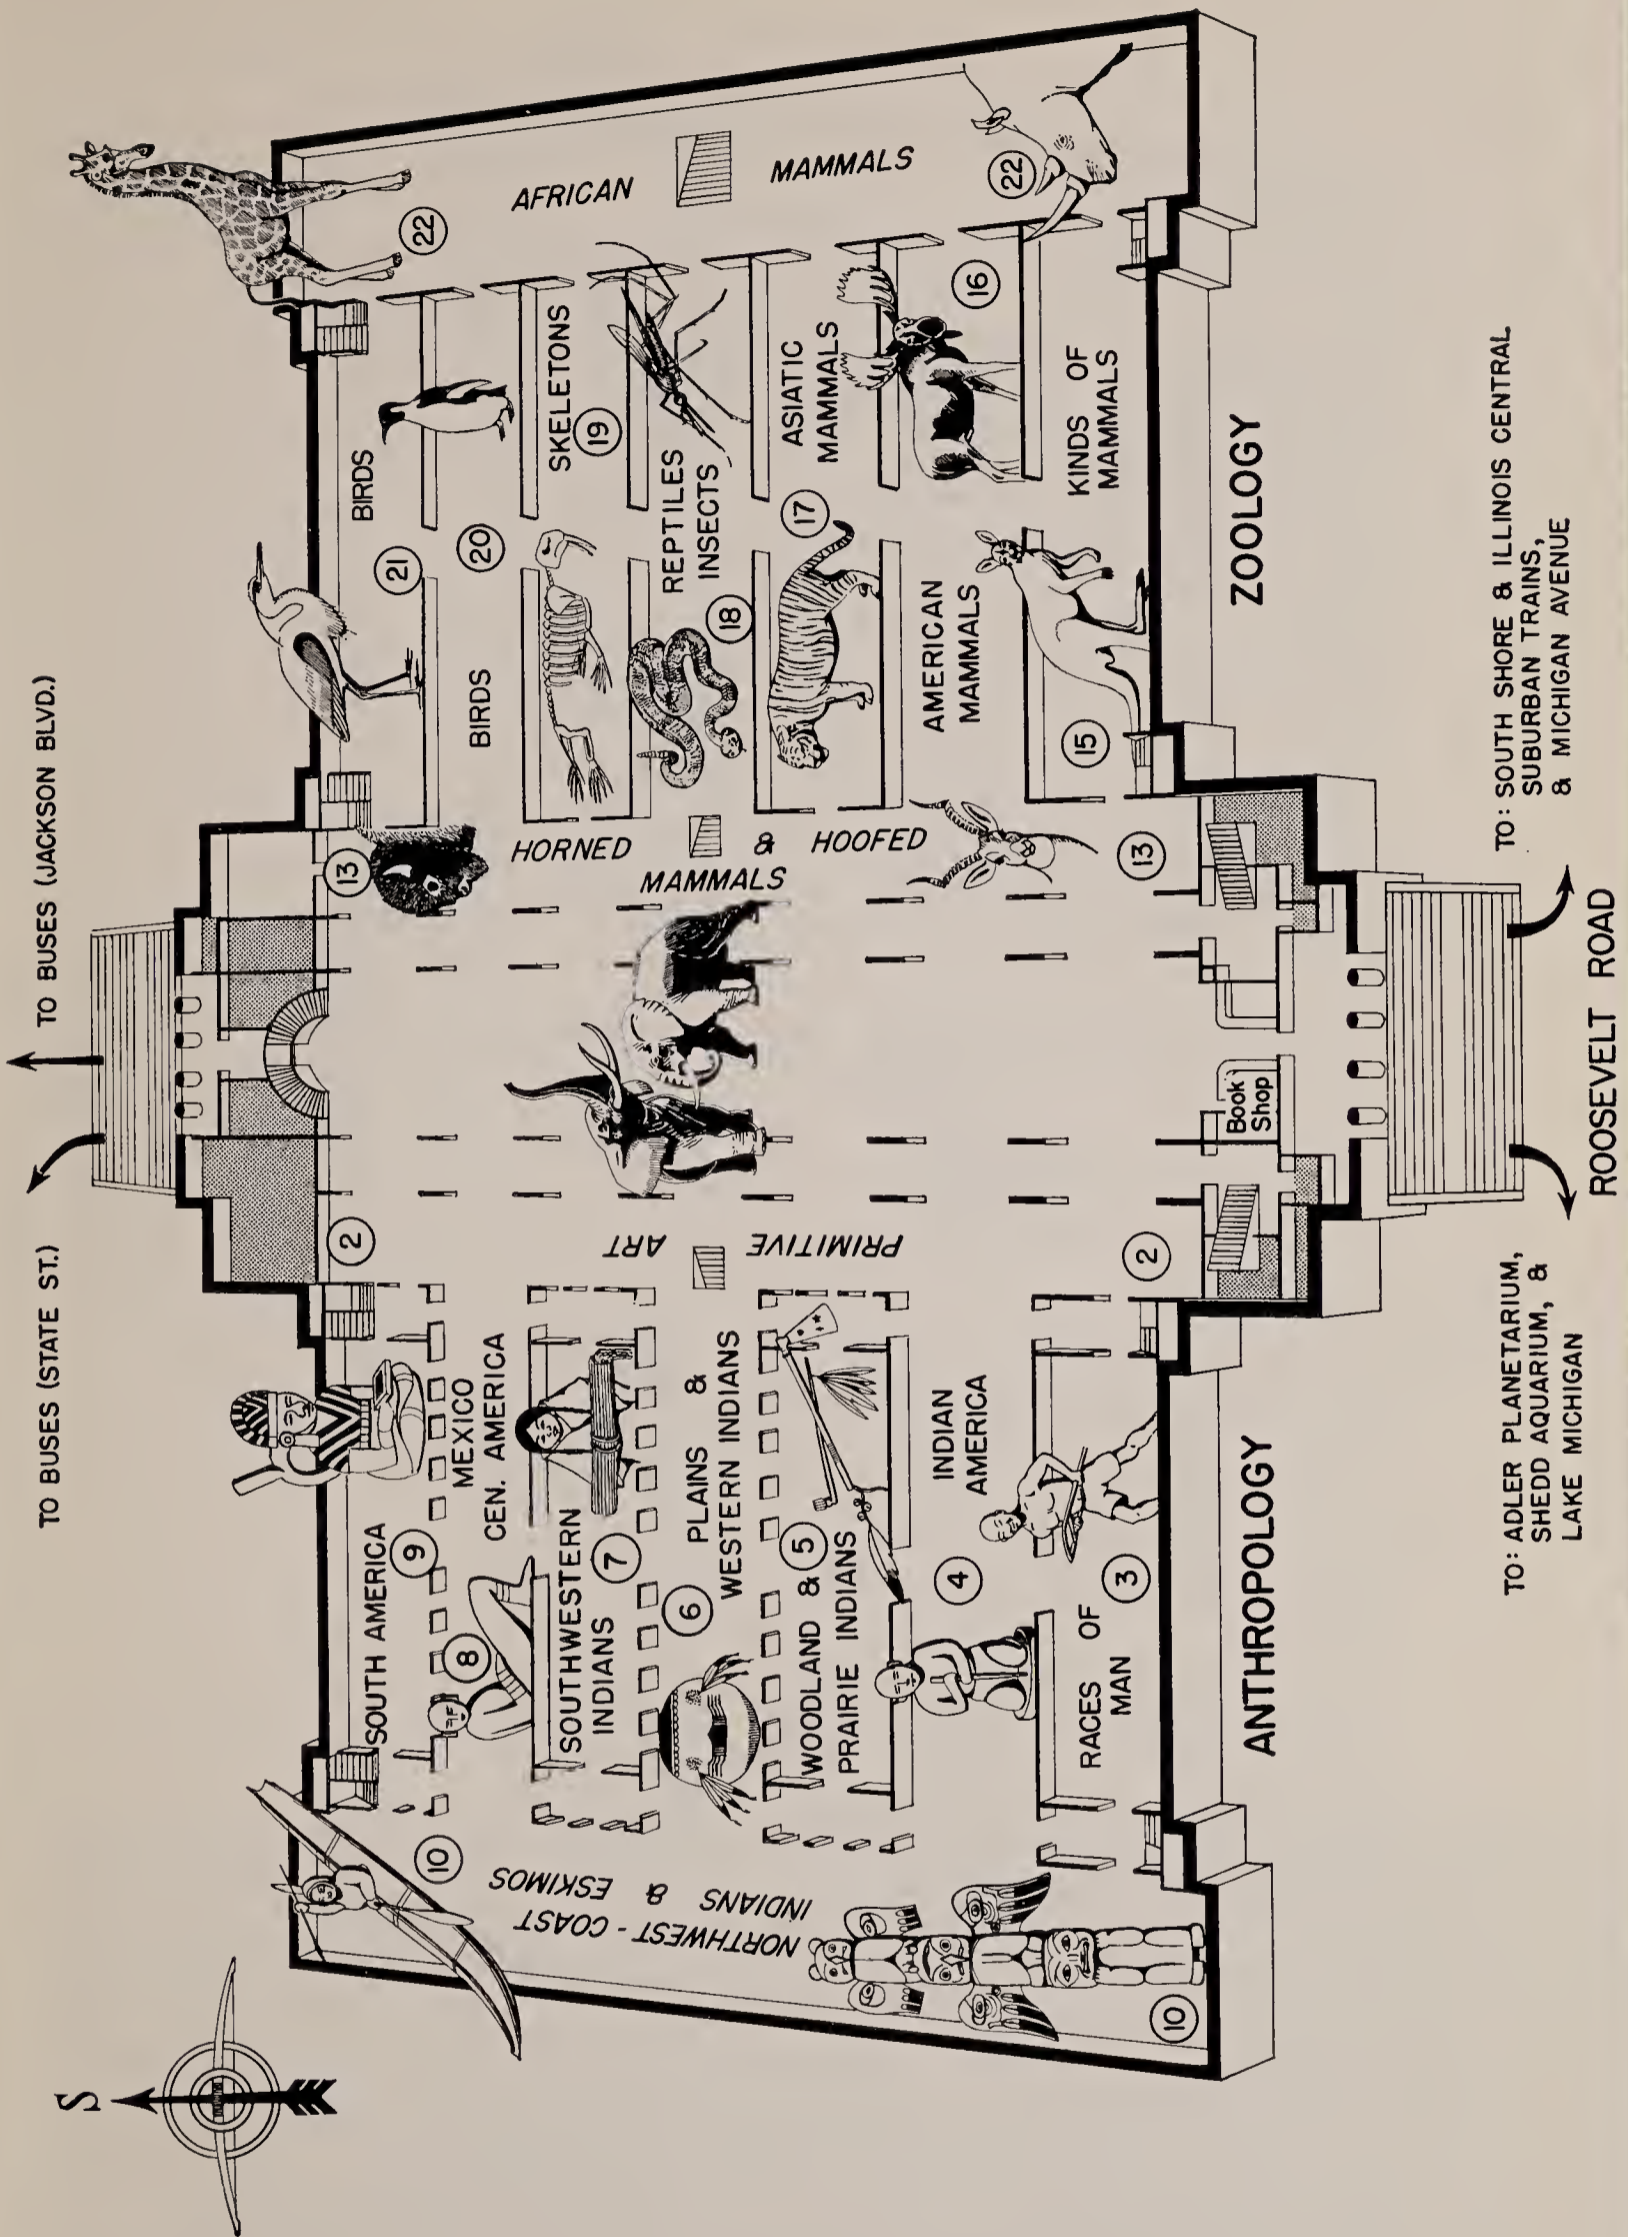 S
TO BUSES (STATE ST.)
TO BUSES (JACKSON BLVD.)
SOUTH AMERICA
9
10
NORTHWEST - COAST
INDIANS & ESKIMOS
10
8
MEXICO
CEN. AMERICA
SOUTHWESTERN
INDIANS
7
6
PLAINS &
WESTERN INDIANS
WOODLAND &
PRAIRIE INDIANS
5
4
INDIAN
AMERICA
RACES OF
MAN
3
ANTHROPOLOGY
2
PRIMITIVE ART
2
Book
Shop
13
HORNED & HOOFED
MAMMALS
13
BIRDS
21
BIRDS
20
SKELETONS
19
REPTILES
INSECTS
18
ASIATIC
MAMMALS
17
AMERICAN
MAMMALS
16
KINDS OF
MAMMALS
15
22
AFRICAN MAMMALS
22
ZOOLOGY
TO: ADLER PLANETARIUM,
SHEDD AQUARIUM, &
LAKE MICHIGAN
ROOSEVELT ROAD
TO: SOUTH SHORE & ILLINOIS CENTRAL
SUBURBAN TRAINS,
& MICHIGAN AVENUE